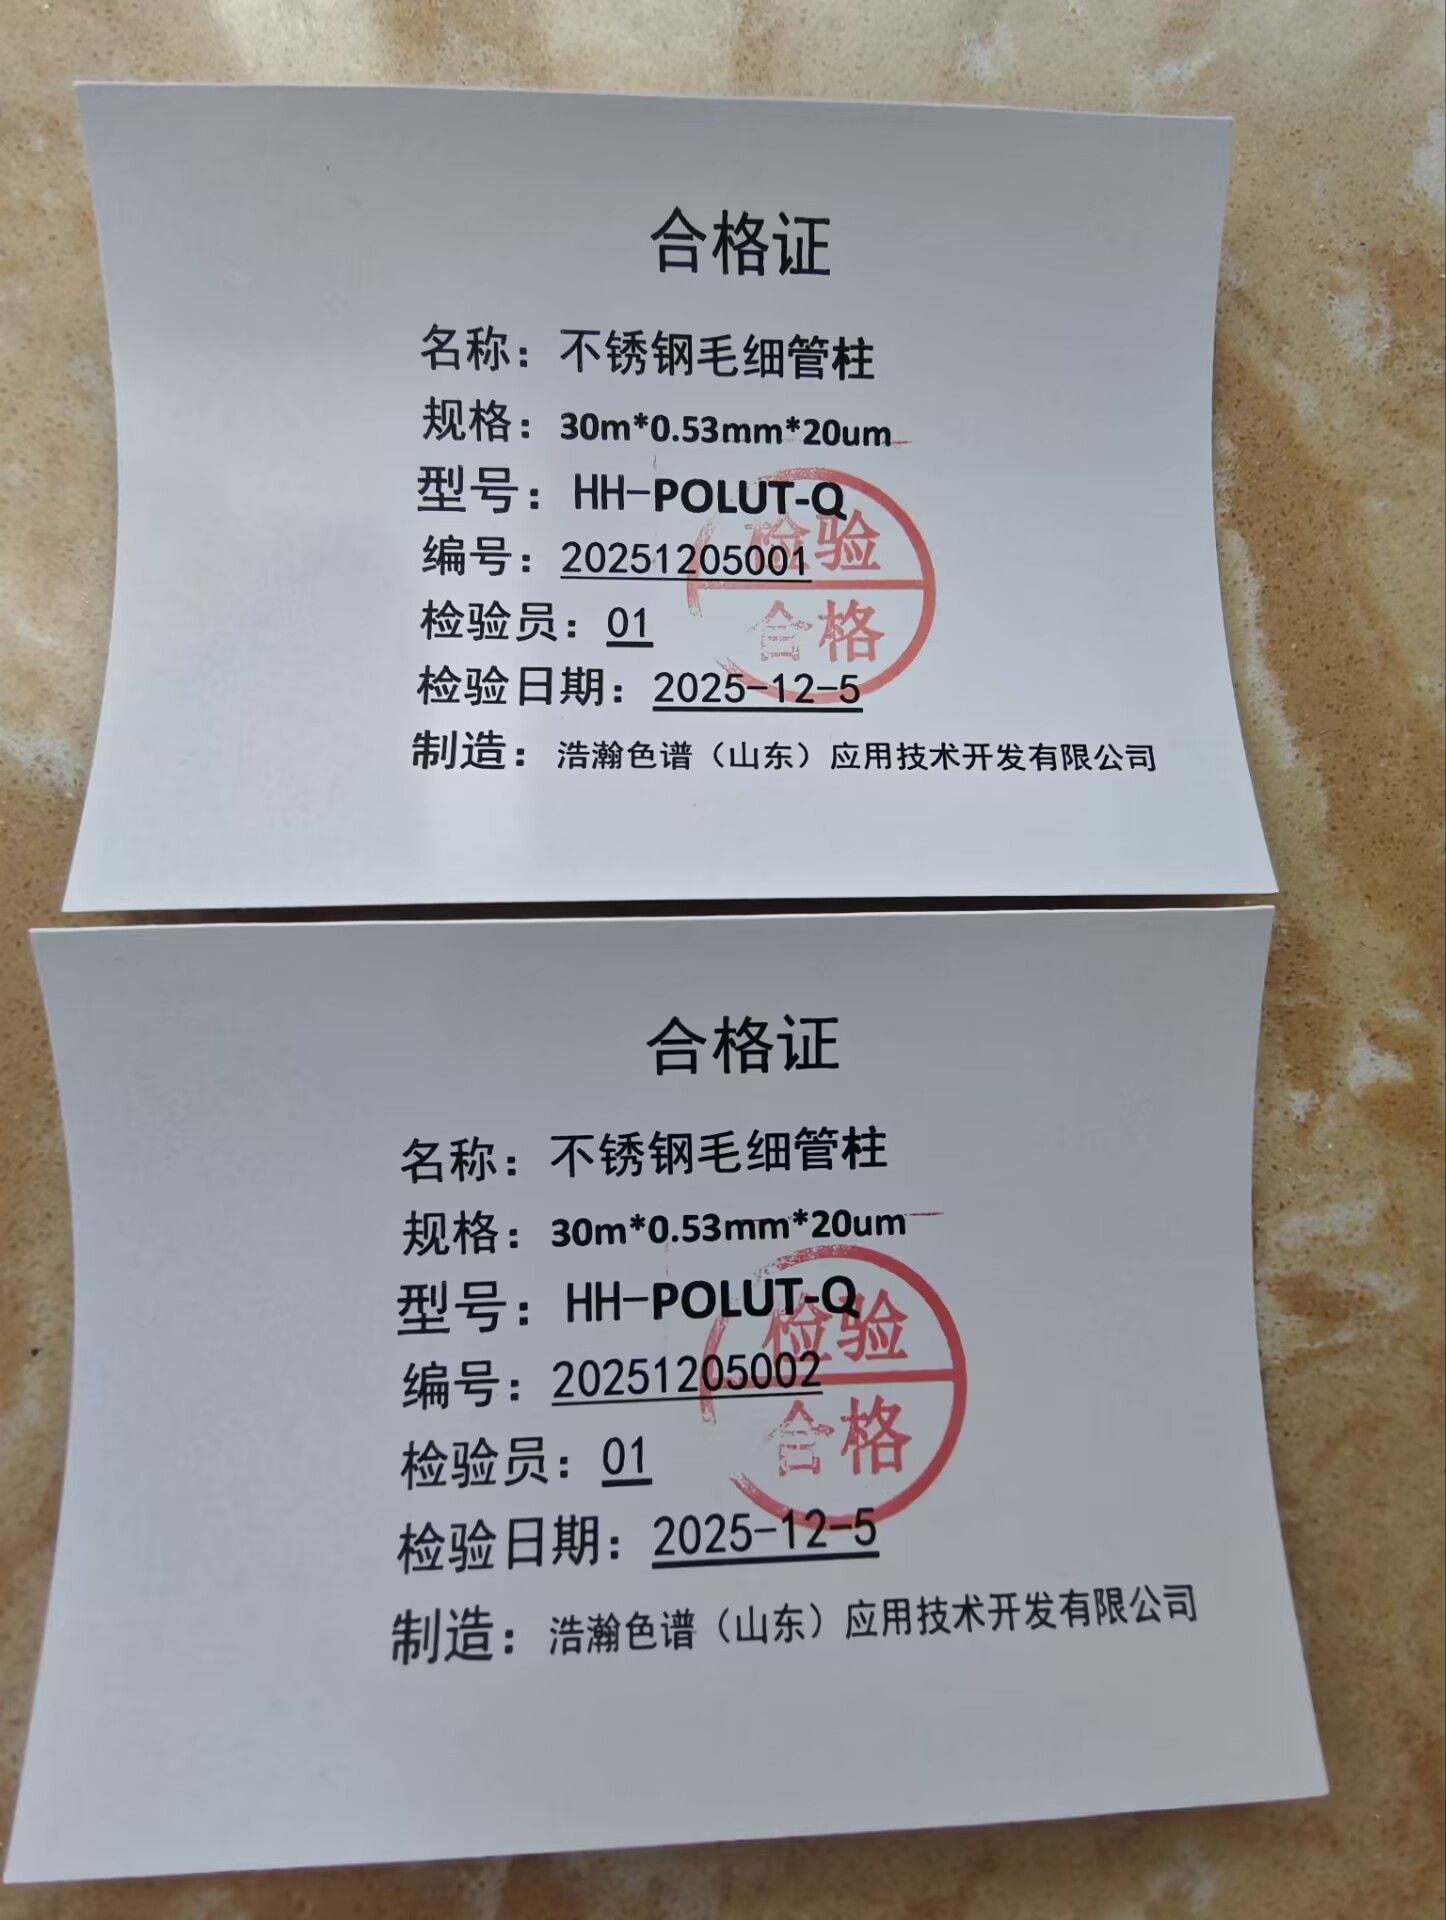 合格证
名称：不锈钢毛细管柱
规格：30m*0.53mm*20um
型号：HH-POLUT-Q
编号：20251205001
检验员：01
检验日期：2025-12-5
制造：浩瀚色谱（山东）应用技术开发有限公司
检验
合格
合格证
名称：不锈钢毛细管柱
规格：30m*0.53mm*20um
型号：HH-POLUT-Q
编号：20251205002
检验员：01
检验日期：2025-12-5
制造：浩瀚色谱（山东）应用技术开发有限公司
检验
合格